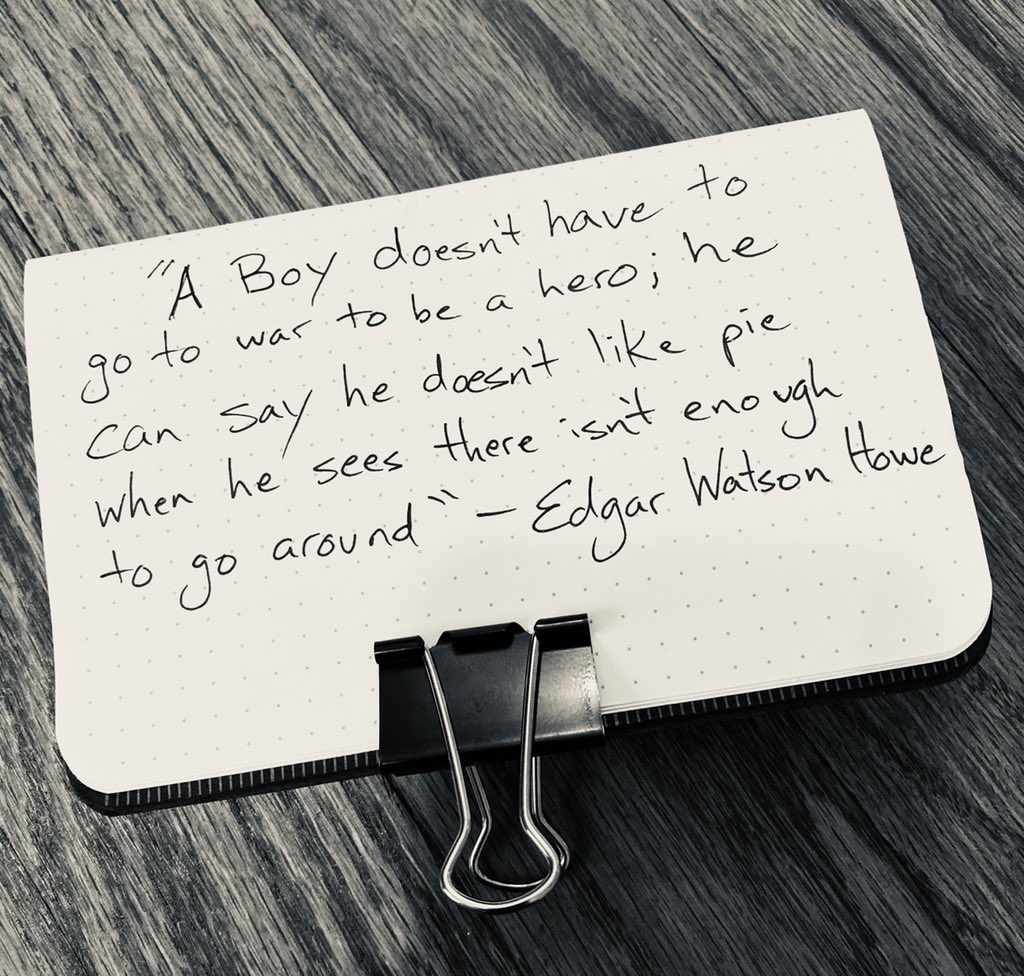 "A Boy doesn't have to
go to war to be a hero; he
can say he doesn't like pie
when he sees there isn't enough
to go around" - Edgar Watson Howe